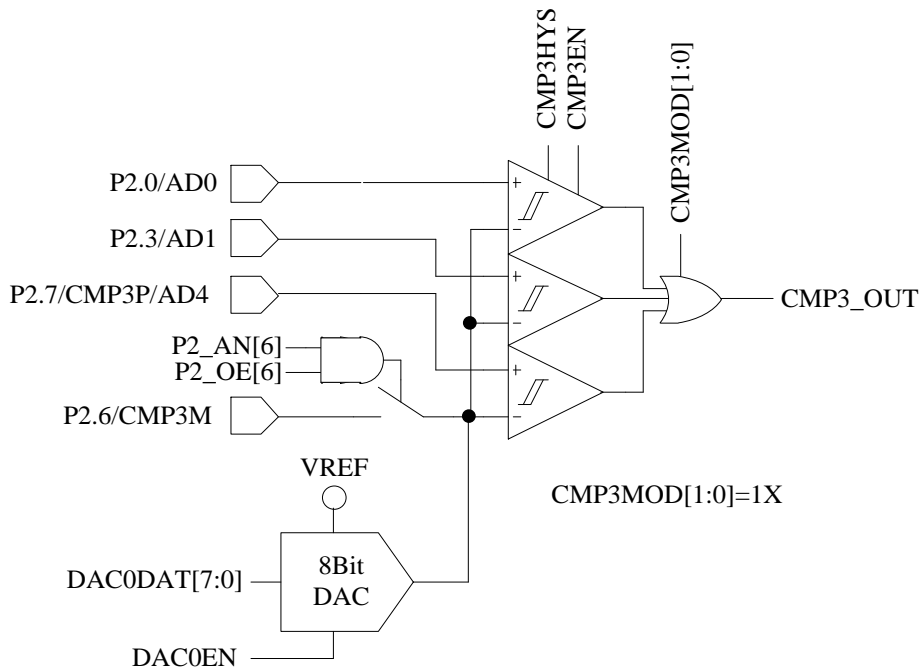 CMP3HYS
CMP3EN
CMP3MOD[1:0]
P2.0/AD0
+
-
P2.3/AD1
+
P2.7/CMP3P/AD4
CMP3_OUT
-
P2_AN[6]
P2_OE[6]
+
P2.6/CMP3M
-
VREF
CMP3MOD[1:0]=1X
8Bit
DAC
DAC0DAT[7:0]
DAC0EN